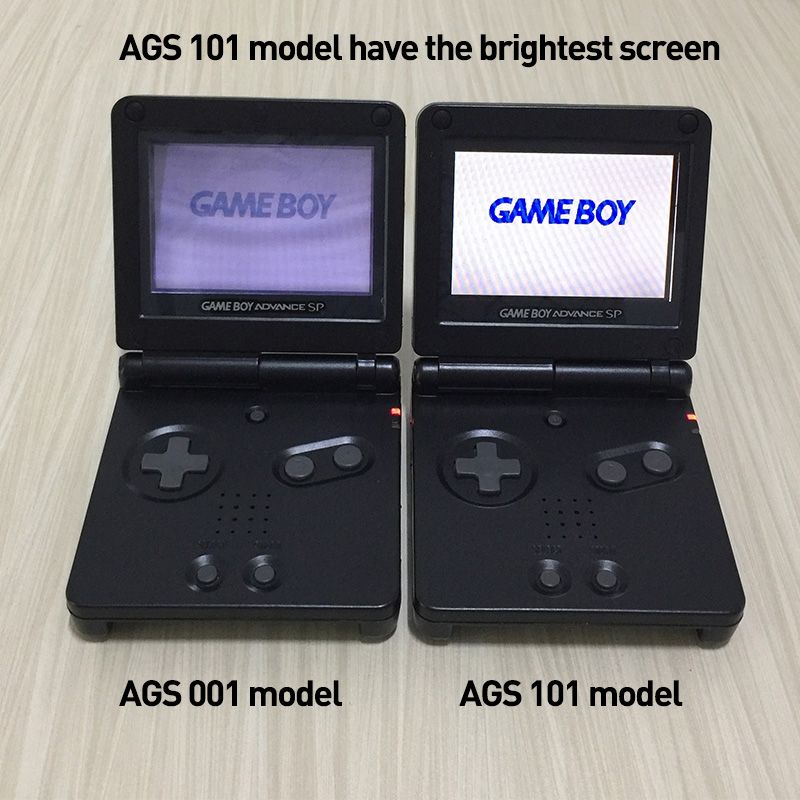 AGS 101 model have the brightest screen
GAME BOY
GAME BOY
GAME BOY ADVANCE SP
GAME BOY ADVANCE SP
AGS 001 model
AGS 101 model